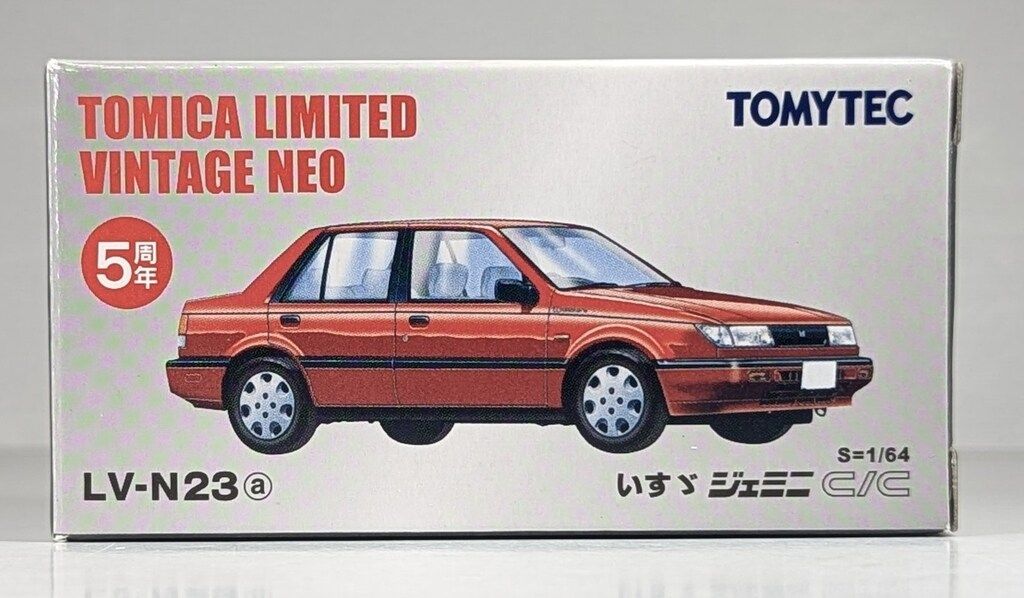 TOMICA LIMITED
VINTAGE NEO
TOMYTEC
5周年
S=1/64
LV-N23ⓐ
いすゞ ジェミニ C/C